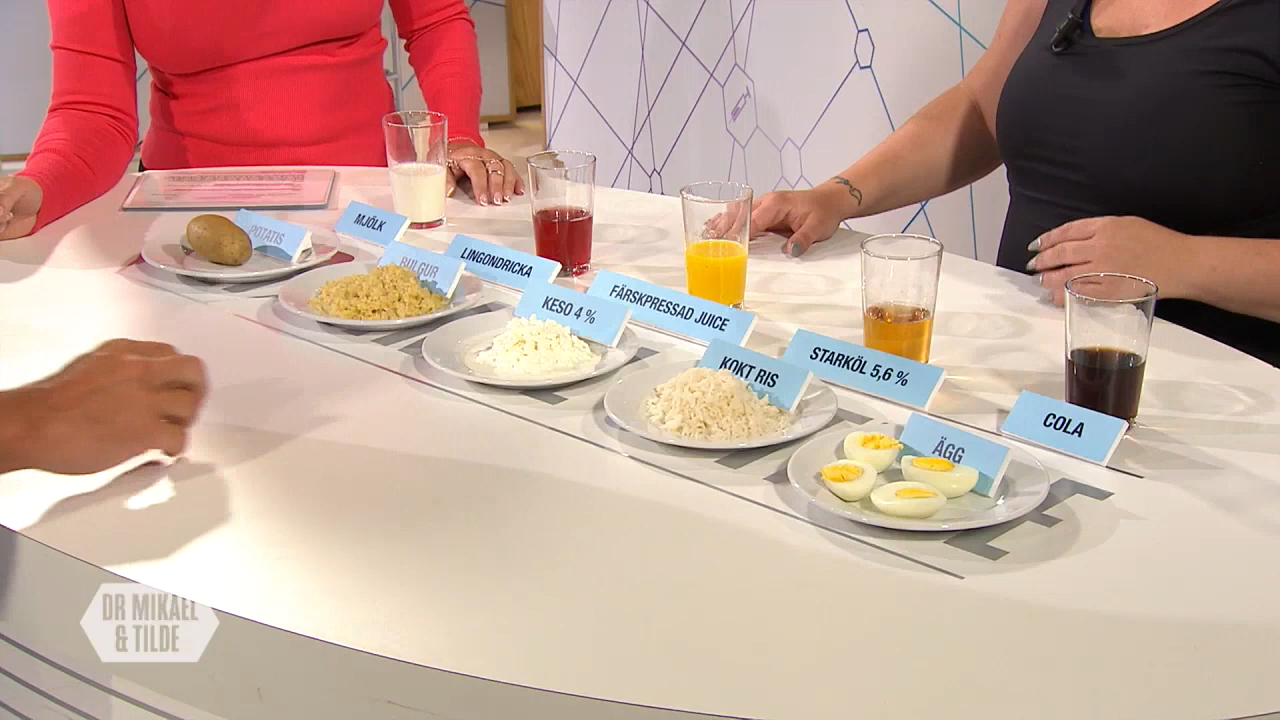 POTATIS
MJÖLK
BULGUR
LINGONDRICKA
KESO 4 %
FÄRSKPRESSAD JUICE
KOKT RIS
STARKÖL 5,6 %
ÄGG
COLA
DR MIKAEL
& TILDE